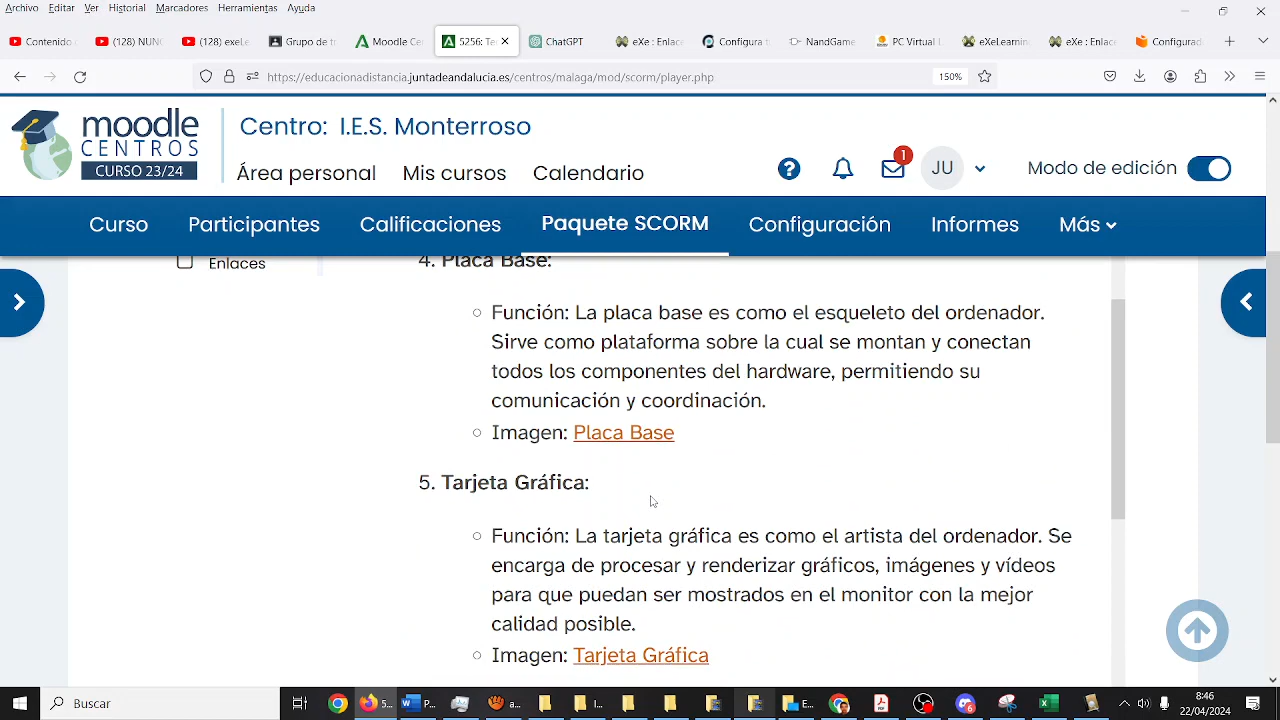 Archivo Editar Ver Historial Marcadores Herramientas Ayuda
Contenido (128) NUN (128) exeL Grupo de t Moodle Ce 5256: Te ChatGPT eXe : Enlace Configura NandGame PC Virtual eXeLearnin eXe : Enlace Configurad
https://educacionadistancia.juntadeandalucia.es/centros/malaga/mod/scorm/player.php 150%
moodle
CENTROS
CURSO 23/24
Centro: I.E.S. Monterroso
Área personal Mis cursos Calendario 1 JU Modo de edición
Curso Participantes Calificaciones Paquete SCORM Configuración Informes Más
Enlaces
4. Placa Base:
Función: La placa base es como el esqueleto del ordenador.
Sirve como plataforma sobre la cual se montan y conectan
todos los componentes del hardware, permitiendo su
comunicación y coordinación.
Imagen: Placa Base
5. Tarjeta Gráfica:
Función: La tarjeta gráfica es como el artista del ordenador. Se
encarga de procesar y renderizar gráficos, imágenes y vídeos
para que puedan ser mostrados en el monitor con la mejor
calidad posible.
Imagen: Tarjeta Gráfica
Buscar
8:46
22/04/2024